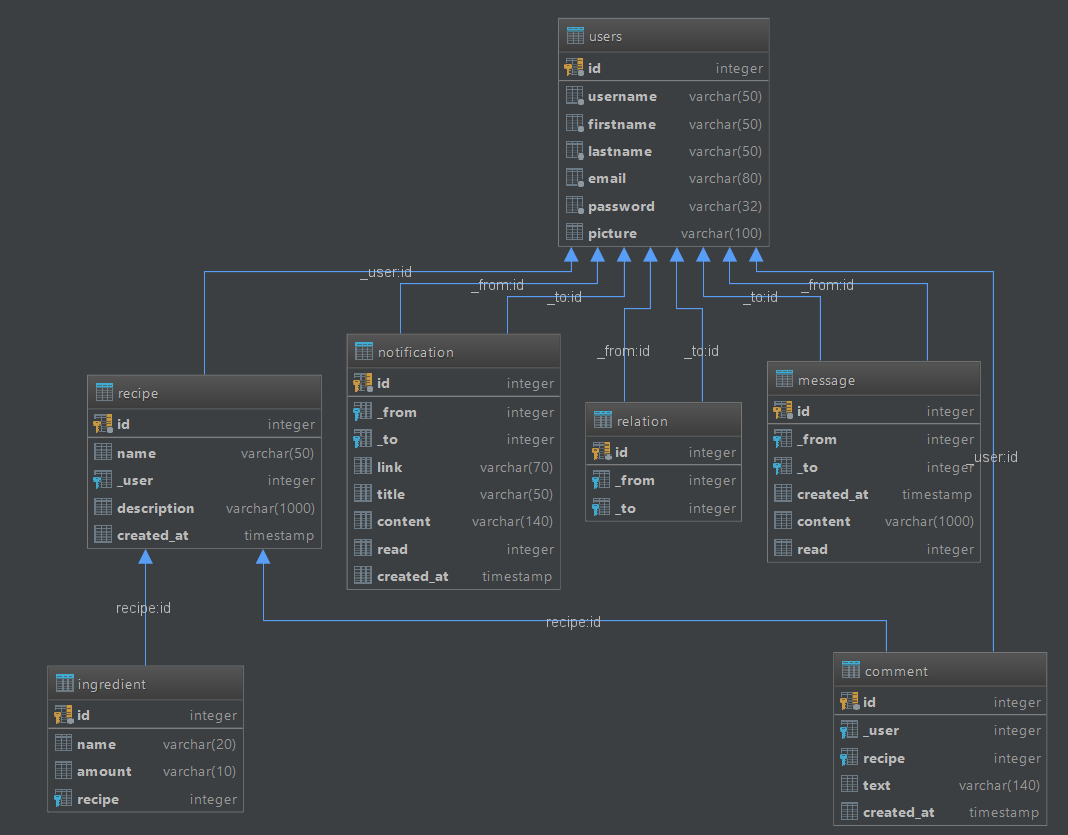 users
id integer
username varchar(50)
firstname varchar(50)
lastname varchar(50)
email varchar(80)
password varchar(32)
picture varchar(100)
_user:id
_from:id
_to:id
_from:id
_to:id
_to:id
_from:id
_user:id
recipe
id integer
name varchar(50)
_user integer
description varchar(1000)
created_at timestamp
notification
id integer
_from integer
_to integer
link varchar(70)
title varchar(50)
content varchar(140)
read integer
created_at timestamp
relation
id integer
_from integer
_to integer
message
id integer
_from integer
_to integer
created_at timestamp
content varchar(1000)
read integer
recipe:id
recipe:id
ingredient
id integer
name varchar(20)
amount varchar(10)
recipe integer
comment
id integer
_user integer
recipe integer
text varchar(140)
created_at timestamp